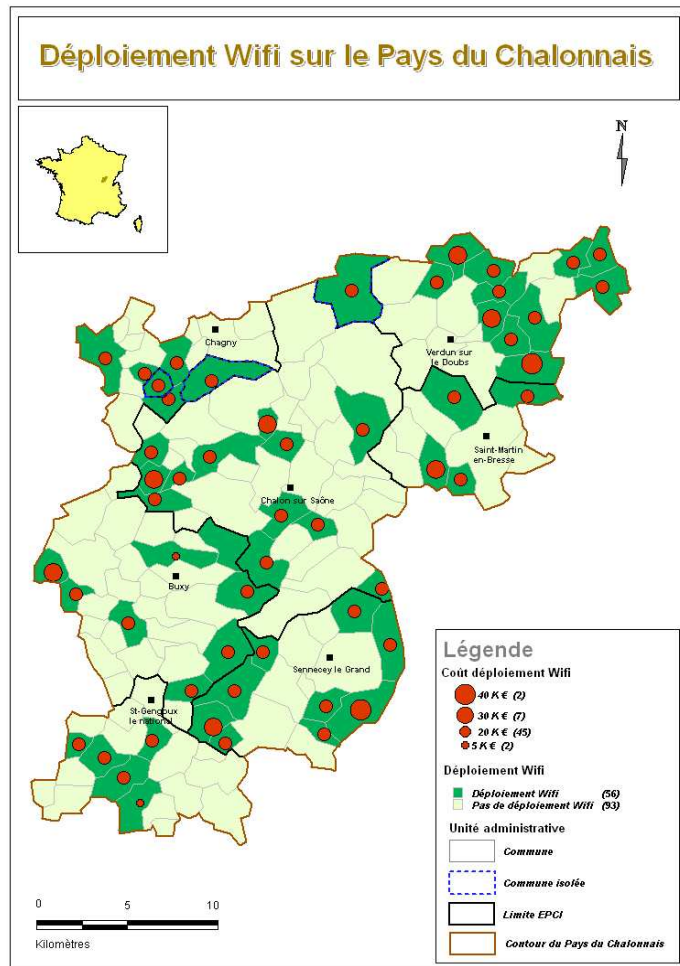 Déploiement Wifi sur le Pays du Chalonnais
N
Chagny
Verdun sur
le Doubs
Saint-Martin
en-Bresse
Chalon sur Saône
Buxy
Sennecey le Grand
St-Gengoux
le national
Légende
Coût déploiement Wifi
40 K € (2)
30 K € (7)
20 K € (45)
5 K € (2)
Déploiement Wifi
Déploiement Wifi (56)
Pas de déploiement Wifi (93)
Unité administrative
Commune
Commune isolée
Limite EPCI
Contour du Pays du Chalonnais
0 5 10
Kilomètres